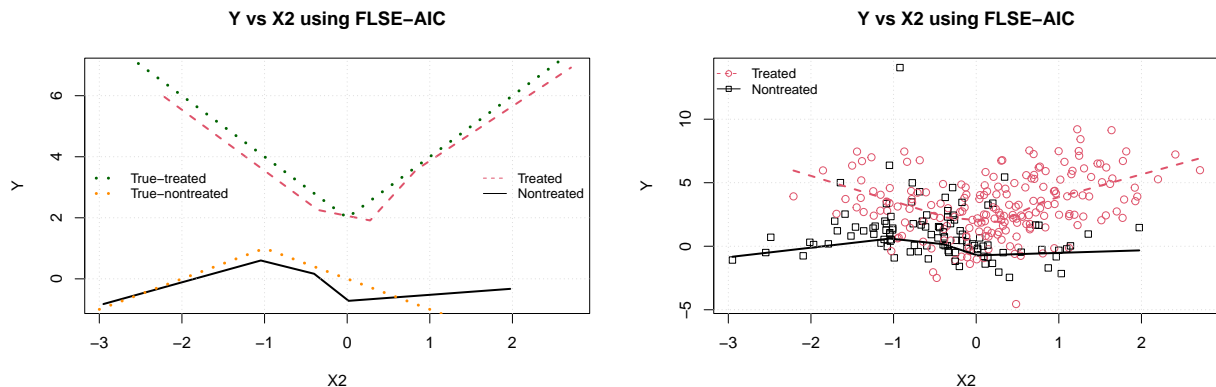 Y vs X2 using FLSE−AIC
6
4
2
0
Y
True−treated
True−nontreated
Treated
Nontreated
−3 −2 −1 0 1 2
X2
Y vs X2 using FLSE−AIC
Treated
Nontreated
10
5
0
−5
Y
−3 −2 −1 0 1 2
X2